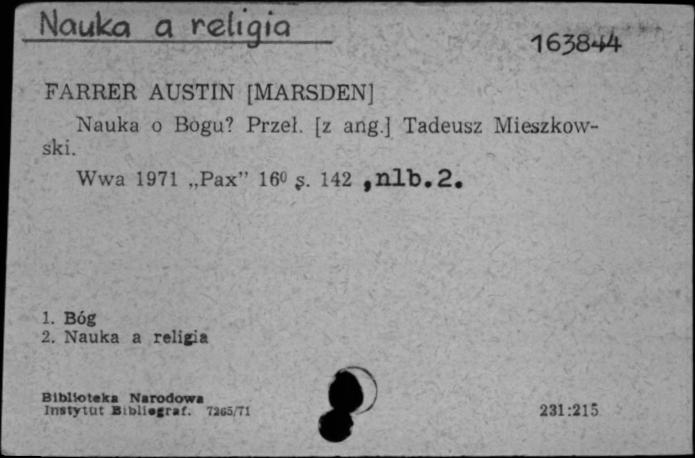 Nauka a religia
163844
FARRER AUSTIN [MARSDEN]
Nauka o Bogu? Przeł. [z ang.] Tadeusz Mieszkow-
ski.
Wwa 1971 „Pax” 16⁰ s. 142 , nlb. 2.
1. Bóg
2. Nauka a religia
Biblioteka Narodowa
Instytut Bibliograf. 7265/71
231:215